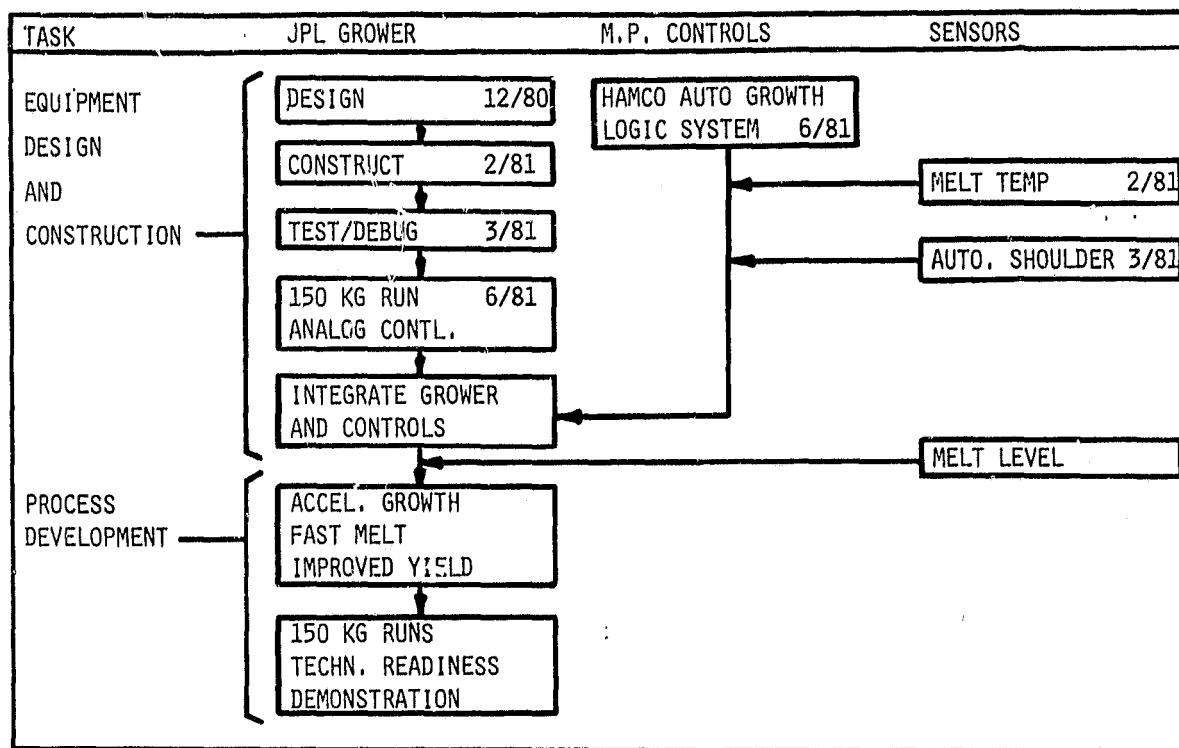 TASK JPL GROWER M.P. CONTROLS SENSORS
EQUIPMENT
DESIGN
AND
CONSTRUCTION
DESIGN 12/80
CONSTRUCT 2/81
TEST/DEBUG 3/81
150 KG RUN 6/81
ANALOG CONTL.
INTEGRATE GROWER
AND CONTROLS
HAMCO AUTO GROWTH
LOGIC SYSTEM 6/81
MELT TEMP 2/81
AUTO. SHOULDER 3/81
MELT LEVEL
PROCESS
DEVELOPMENT
ACCEL. GROWTH
FAST MELT
IMPROVED YIELD
150 KG RUNS
TECHN. READINESS
DEMONSTRATION